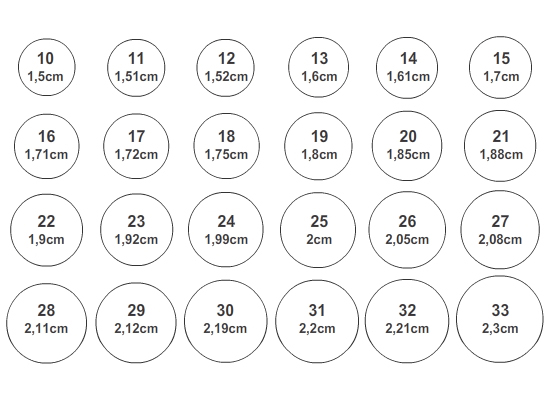 10 11 12 13 14 15
1,5cm 1,51cm 1,52cm 1,6cm 1,61cm 1,7cm
16 17 18 19 20 21
1,71cm 1,72cm 1,75cm 1,8cm 1,85cm 1,88cm
22 23 24 25 26 27
1,9cm 1,92cm 1,99cm 2cm 2,05cm 2,08cm
28 29 30 31 32 33
2,11cm 2,12cm 2,19cm 2,2cm 2,21cm 2,3cm